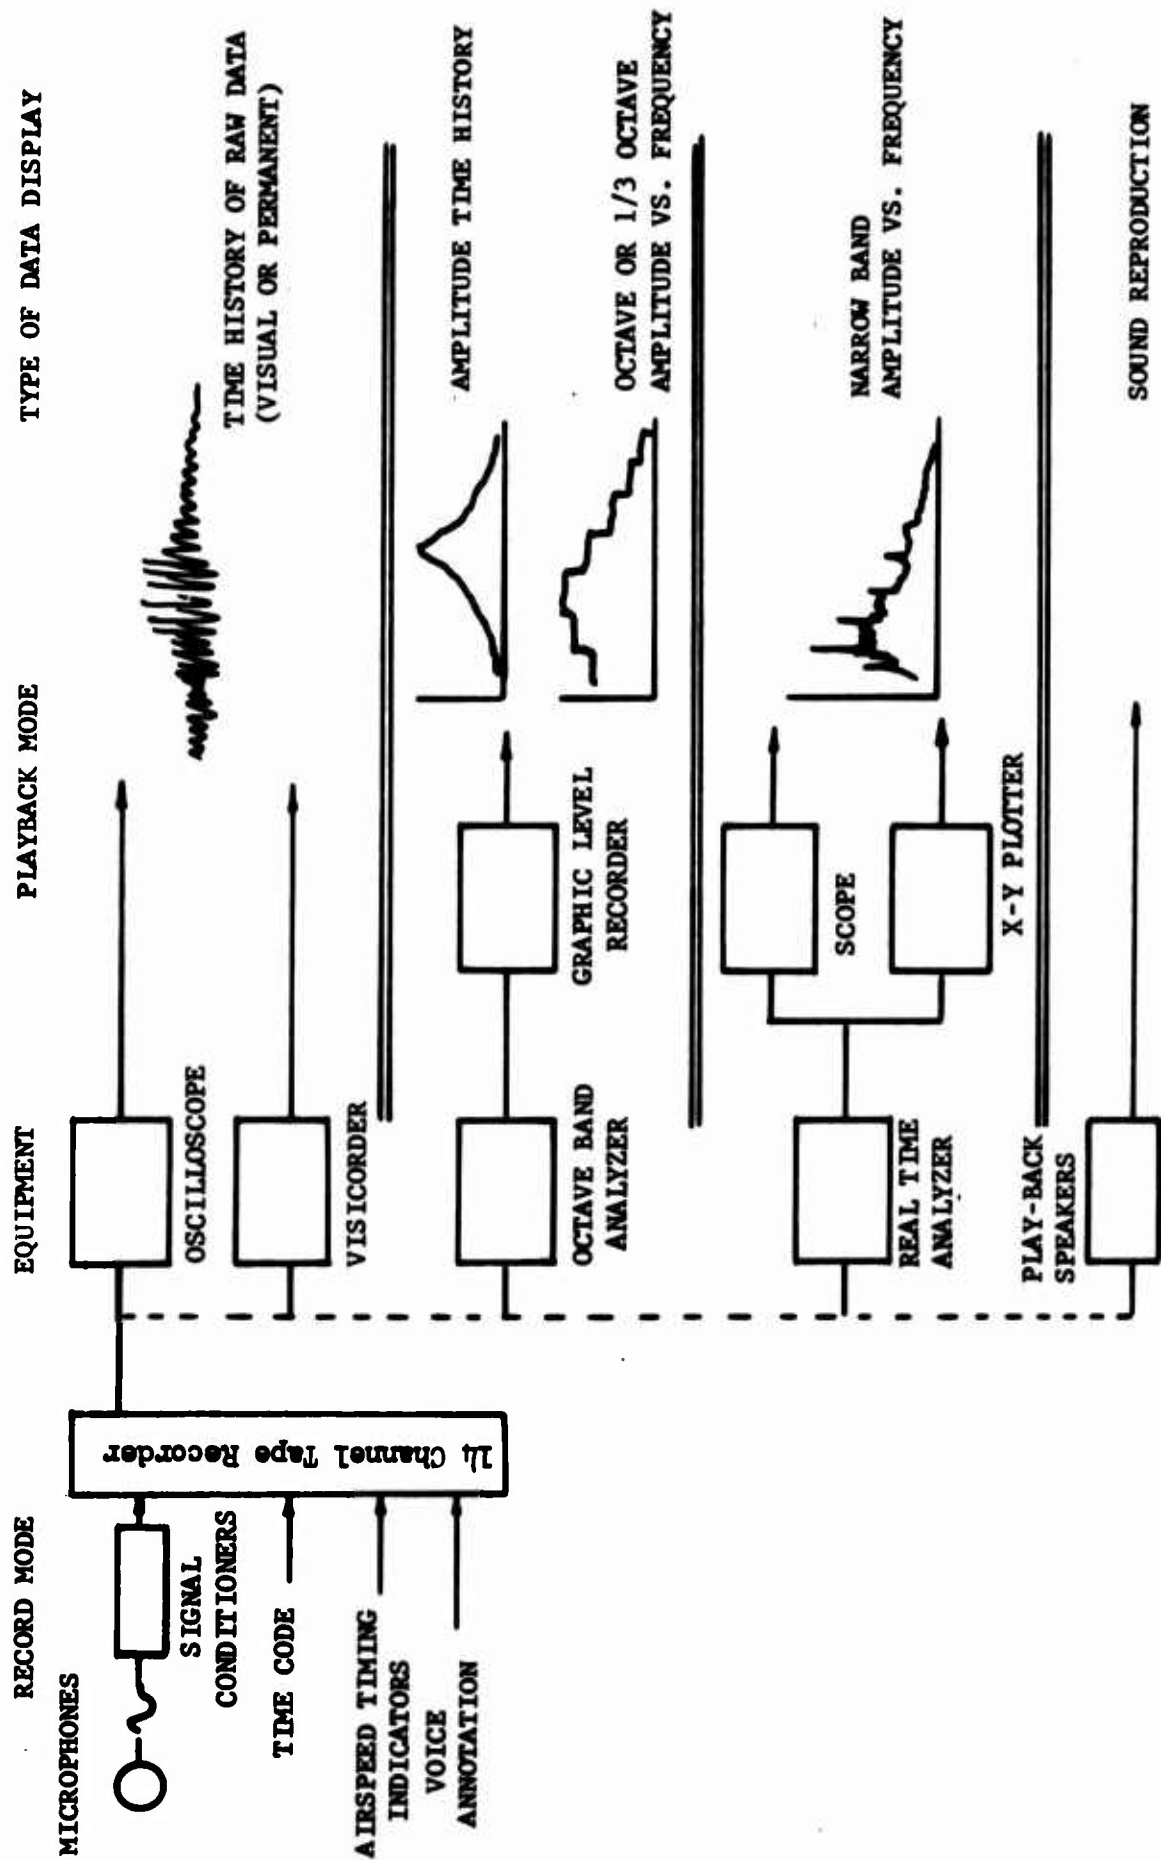 RECORD MODE
EQUIPMENT
PLAYBACK MODE
TYPE OF DATA DISPLAY
MICROPHONES
SIGNAL
CONDITIONERS
TIME CODE
AIRSPEED TIMING
INDICATORS
VOICE
ANNOTATION
14 Channel Tape Recorder
OSCILLOSCOPE
VISICORDER
TIME HISTORY OF RAW DATA
(VISUAL OR PERMANENT)
OCTAVE BAND
ANALYZER
GRAPHIC LEVEL
RECORDER
AMPLITUDE TIME HISTORY
OCTAVE OR 1/3 OCTAVE
AMPLITUDE VS. FREQUENCY
REAL TIME
ANALYZER
SCOPE
X-Y PLOTTER
NARROW BAND
AMPLITUDE VS. FREQUENCY
PLAY-BACK
SPEAKERS
SOUND REPRODUCTION